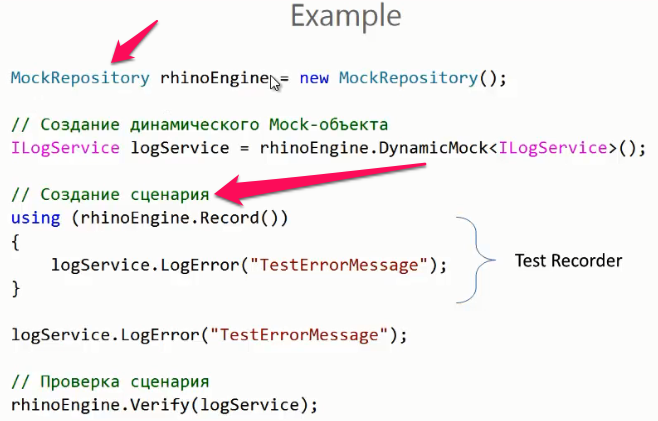 Example
MockRepository rhinoEngine = new MockRepository();
// Создание динамического Mock-объекта
ILogService logService = rhinoEngine.DynamicMock<ILogService>();
// Создание сценария
using (rhinoEngine.Record())
{
logService.LogError("TestErrorMessage");
}
Test Recorder
logService.LogError("TestErrorMessage");
// Проверка сценария
rhinoEngine.Verify(logService);